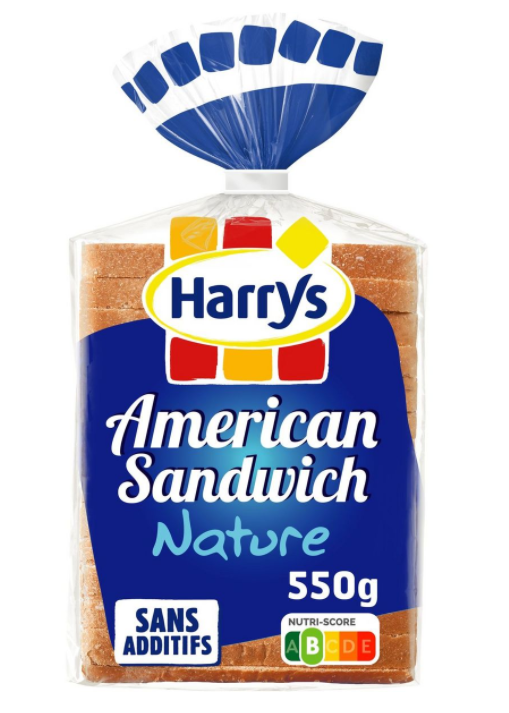 Harrys
American
Sandwich
Nature
550g
SANS
ADDITIFS
NUTRI-SCORE
A B C D E